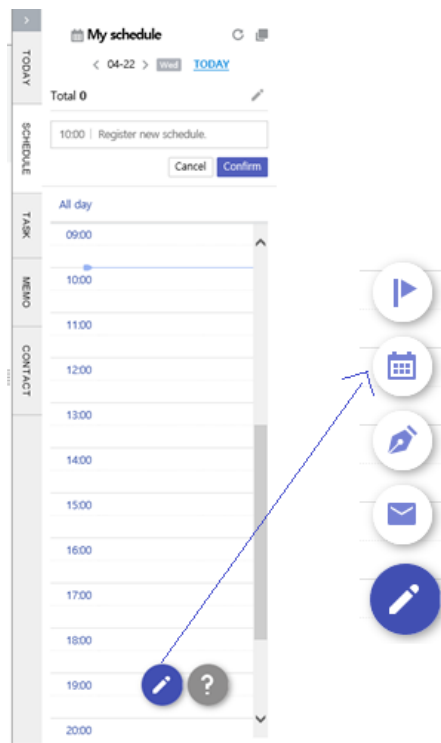 My schedule
04-22 Wed TODAY
Total 0
10:00 Register new schedule.
Cancel Confirm
All day
09:00
10:00
11:00
12:00
13:00
14:00
15:00
16:00
17:00
18:00
19:00
20:00
TODAY
SCHEDULE
TASK
MEMO
CONTACT
?